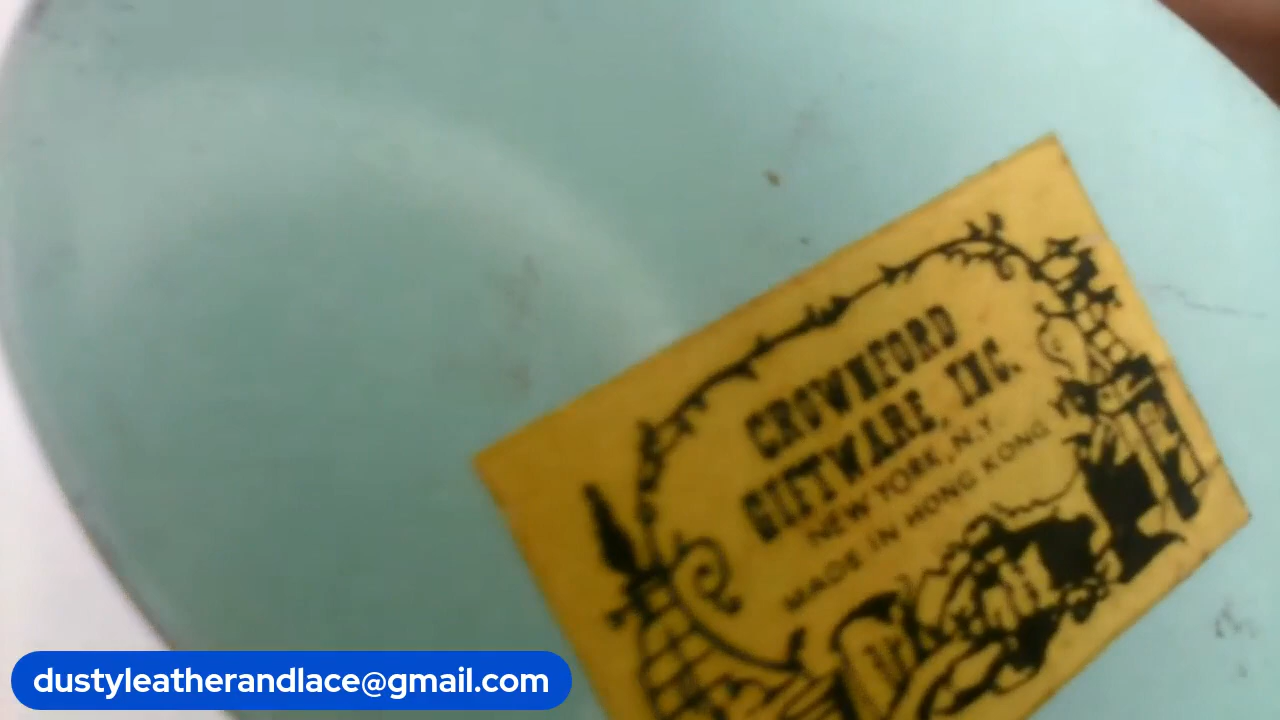 CROWNFORD
GIFTWARE, INC.
NEW YORK, N.Y.
MADE IN HONG KONG
dustyleatherandlace@gmail.com